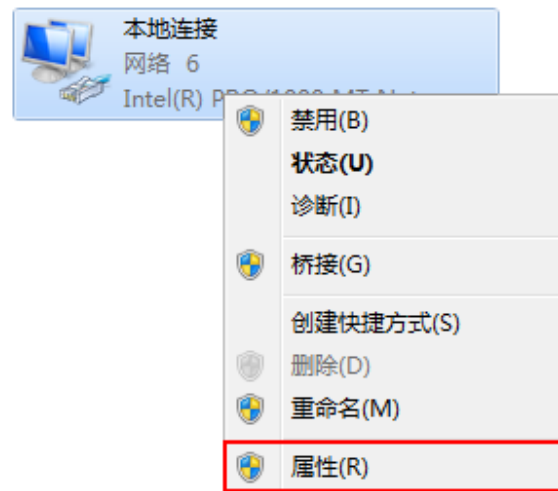 本地连接
网络 6
Intel(R)
禁用(B)
状态(U)
诊断(I)
桥接(G)
创建快捷方式(S)
删除(D)
重命名(M)
属性(R)